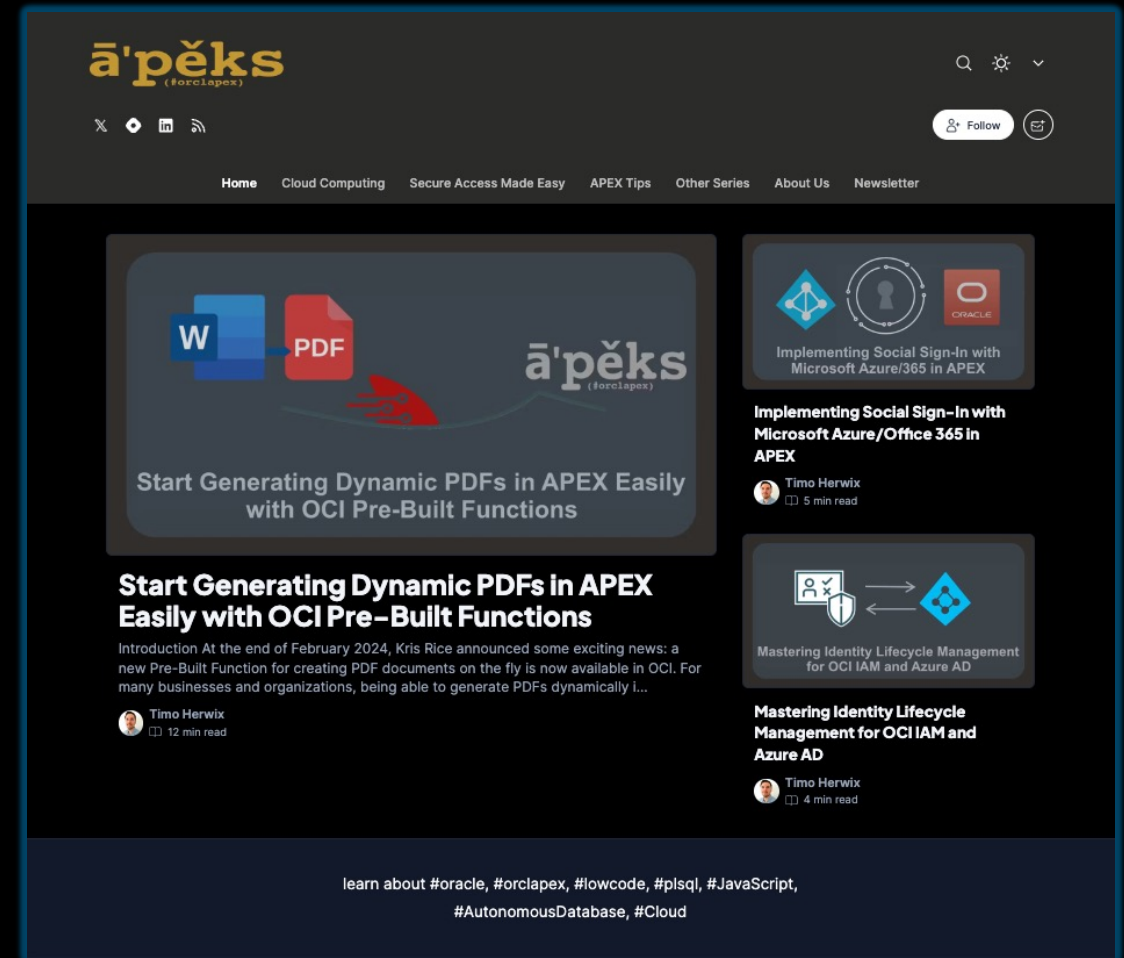 ā'pěks
(#orclapex)
Follow
Home Cloud Computing Secure Access Made Easy APEX Tips Other Series About Us Newsletter
W
PDF
ā'pěks
(#orclapex)
Start Generating Dynamic PDFs in APEX Easily
with OCI Pre-Built Functions
Start Generating Dynamic PDFs in APEX
Easily with OCI Pre-Built Functions
Introduction At the end of February 2024, Kris Rice announced some exciting news: a
new Pre-Built Function for creating PDF documents on the fly is now available in OCI. For
many businesses and organizations, being able to generate PDFs dynamically i...
Timo Herwix
12 min read
ORACLE
Implementing Social Sign-In with
Microsoft Azure/365 in APEX
Implementing Social Sign-In with
Microsoft Azure/Office 365 in
APEX
Timo Herwix
5 min read
Mastering Identity Lifecycle Management
for OCI IAM and Azure AD
Mastering Identity Lifecycle
Management for OCI IAM and
Azure AD
Timo Herwix
4 min read
learn about #oracle, #orclapex, #lowcode, #plsql, #JavaScript,
#AutonomousDatabase, #Cloud